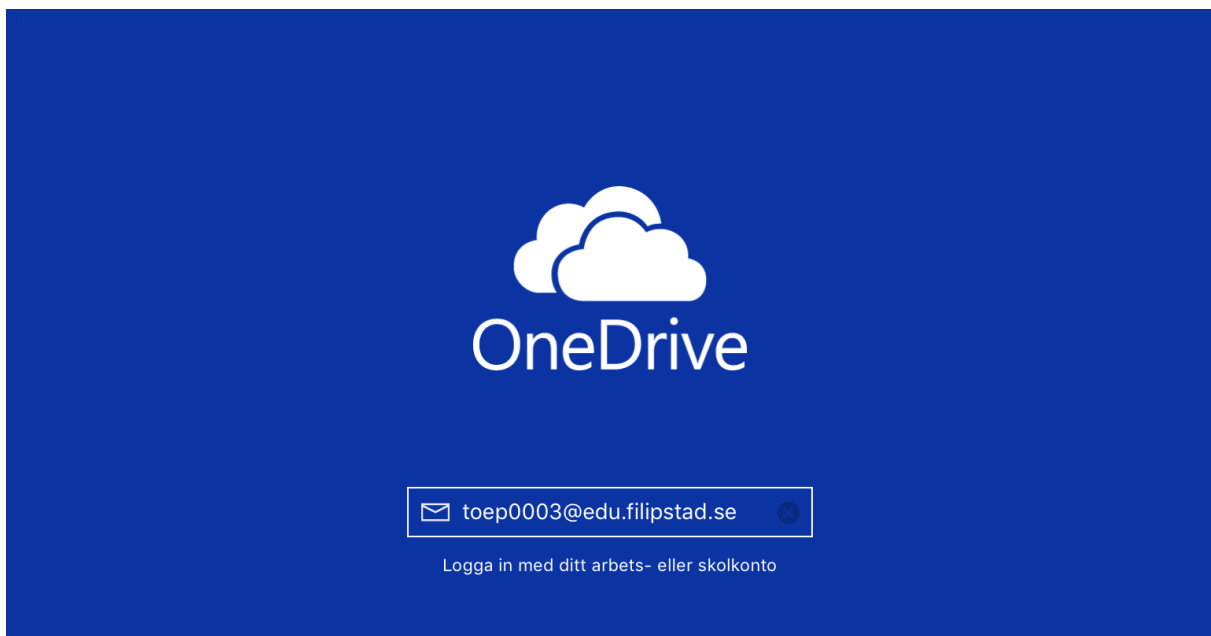 OneDrive
toep0003@edu.filipstad.se
Logga in med ditt arbets- eller skolkonto